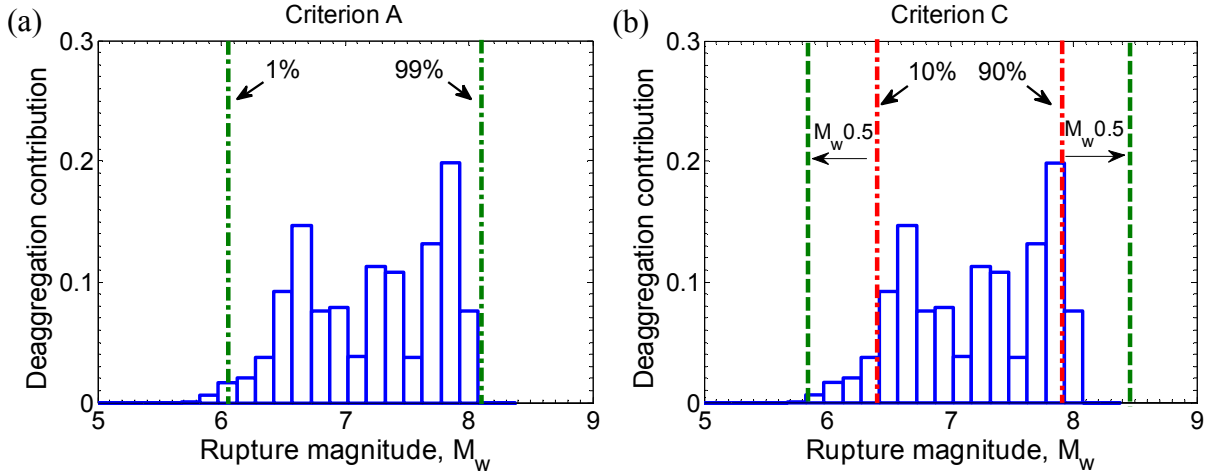 (a)
Criterion A
0.3
0.2
0.1
0
Deaggregation contribution
1%
99%
5 6 7 8 9
Rupture magnitude, M_w
(b)
Criterion C
0.3
0.2
0.1
0
Deaggregation contribution
10%
90%
M_w0.5
M_w0.5
5 6 7 8 9
Rupture magnitude, M_w